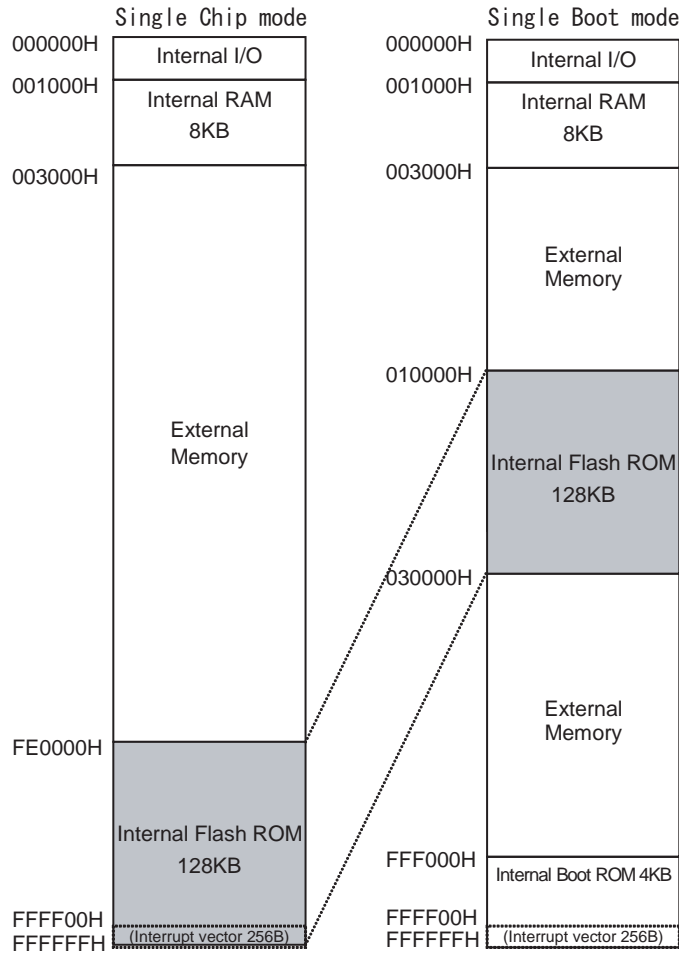 Single Chip mode
000000H
Internal I/O
001000H
Internal RAM
8KB
003000H
External
Memory
FE0000H
Internal Flash ROM
128KB
FFFF00H
(Interrupt vector 256B)
FFFFFFH
Single Boot mode
000000H
Internal I/O
001000H
Internal RAM
8KB
003000H
External
Memory
010000H
Internal Flash ROM
128KB
030000H
External
Memory
FFF000H
Internal Boot ROM 4KB
FFFF00H
(Interrupt vector 256B)
FFFFFFH